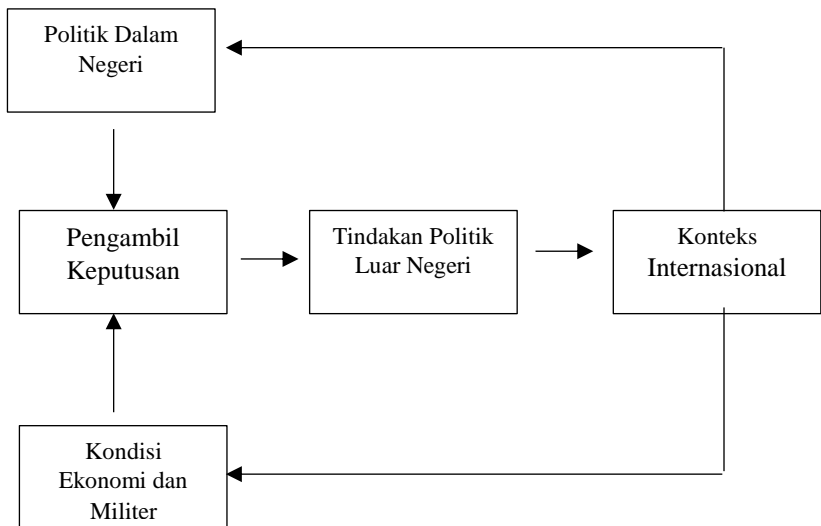 Politik Dalam
Negeri
Pengambil
Keputusan
Tindakan Politik
Luar Negeri
Konteks
Internasional
Kondisi
Ekonomi dan
Militer